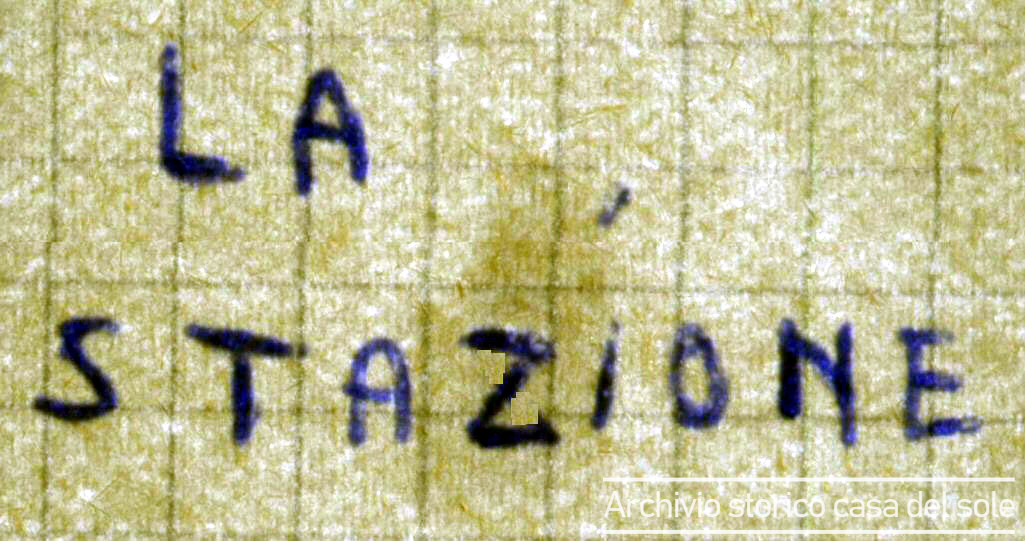 LA
STAZiONE
Archivio storico casa del sole